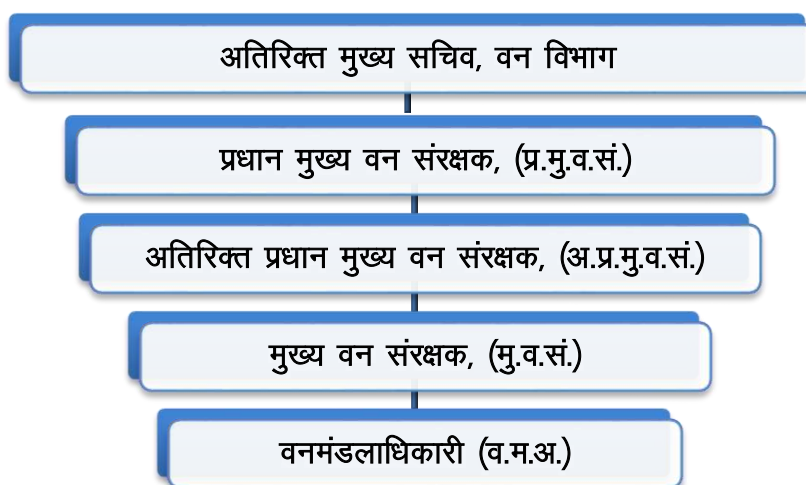 अतिरिक्त मुख्य सचिव, वन विभाग
प्रधान मुख्य वन संरक्षक, (प्र.मु.व.सं.)
अतिरिक्त प्रधान मुख्य वन संरक्षक, (अ.प्र.मु.व.सं.)
मुख्य वन संरक्षक, (मु.व.सं.)
वनमंडलाधिकारी (व.म.अ.)